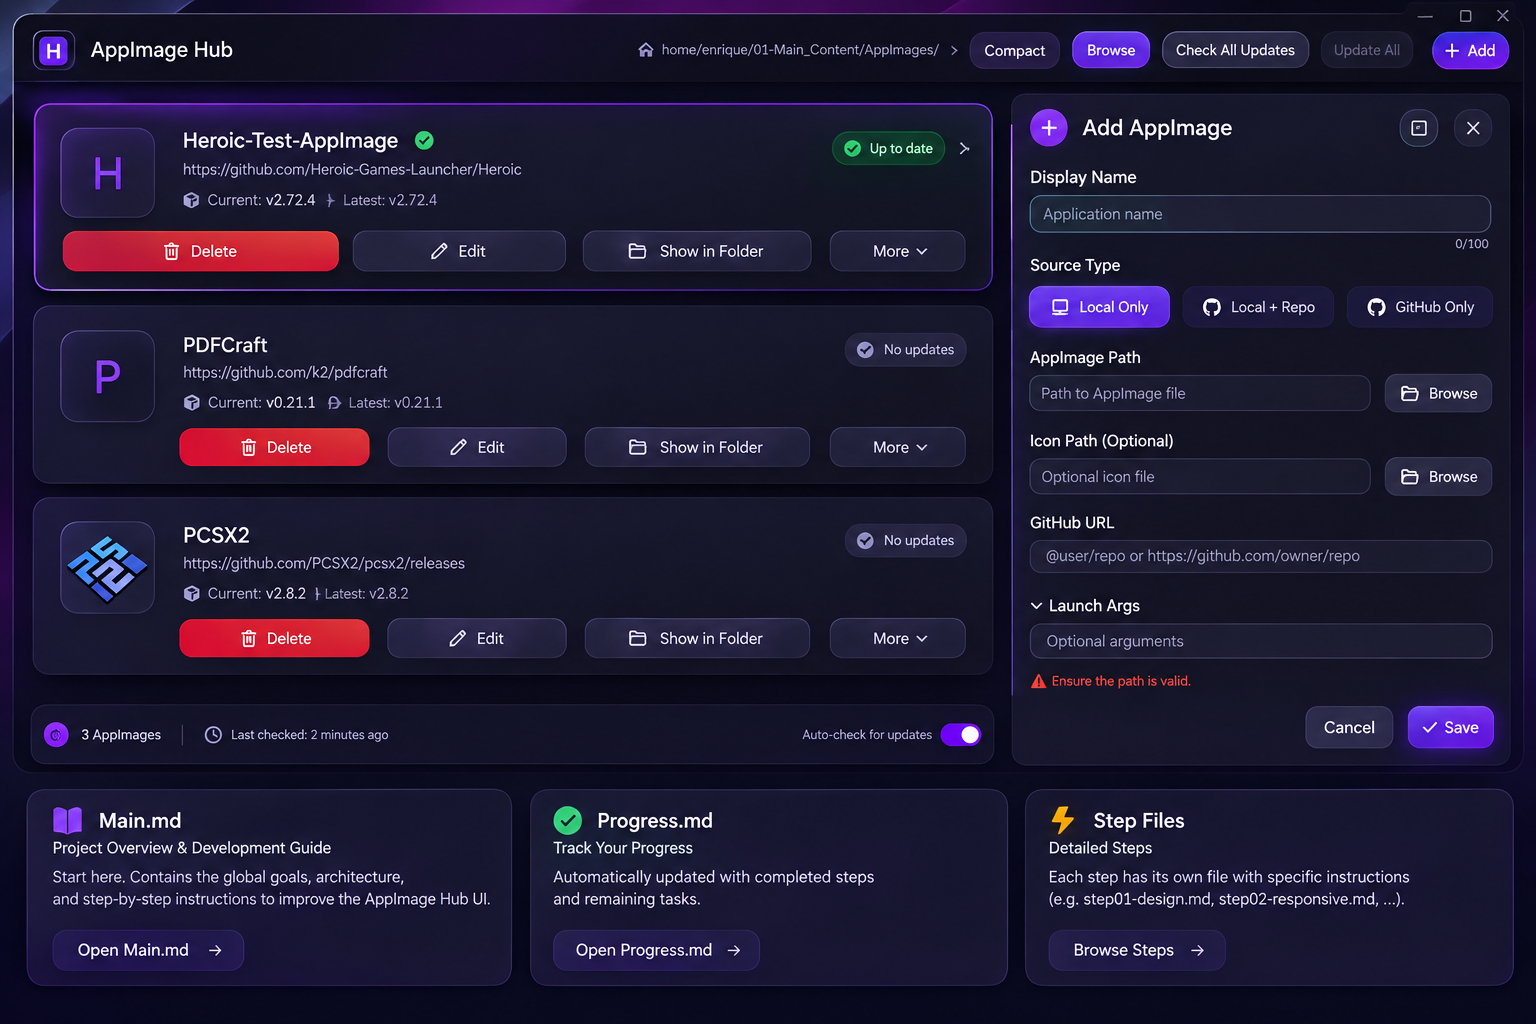 H AppImage Hub
home/enrique/01-Main_Content/AppImages/ > Compact Browse Check All Updates Update All + Add
H
Heroic-Test-AppImage
https://github.com/Heroic-Games-Launcher/Heroic
Current: v2.72.4 Latest: v2.72.4
Up to date
Delete Edit Show in Folder More
P
PDFCraft
https://github.com/k2/pdfcraft
Current: v0.21.1 Latest: v0.21.1
No updates
Delete Edit Show in Folder More
PCSX2
https://github.com/PCSX2/pcsx2/releases
Current: v2.8.2 Latest: v2.8.2
No updates
Delete Edit Show in Folder More
3 AppImages Last checked: 2 minutes ago Auto-check for updates
Add AppImage
Display Name
Application name
0/100
Source Type
Local Only Local + Repo GitHub Only
AppImage Path
Path to AppImage file Browse
Icon Path (Optional)
Optional icon file Browse
GitHub URL
@user/repo or https://github.com/owner/repo
Launch Args
Optional arguments
Ensure the path is valid.
Cancel Save
Main.md
Project Overview & Development Guide
Start here. Contains the global goals, architecture,
and step-by-step instructions to improve the AppImage Hub UI.
Open Main.md →
Progress.md
Track Your Progress
Automatically updated with completed steps
and remaining tasks.
Open Progress.md →
Step Files
Detailed Steps
Each step has its own file with specific instructions
(e.g. step01-design.md, step02-responsive.md, ...).
Browse Steps →